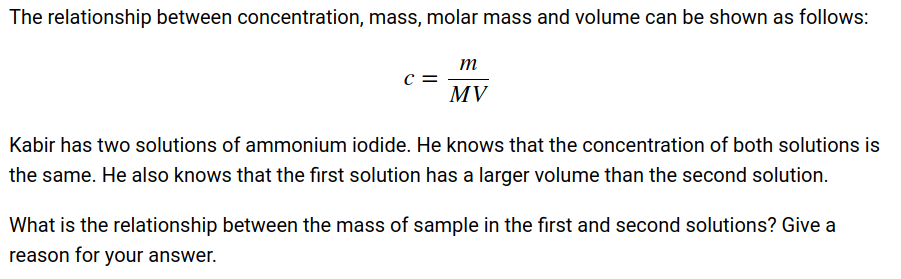 The relationship between concentration, mass, molar mass and volume can be shown as follows:
c = m / MV
Kabir has two solutions of ammonium iodide. He knows that the concentration of both solutions is
the same. He also knows that the first solution has a larger volume than the second solution.
What is the relationship between the mass of sample in the first and second solutions? Give a
reason for your answer.